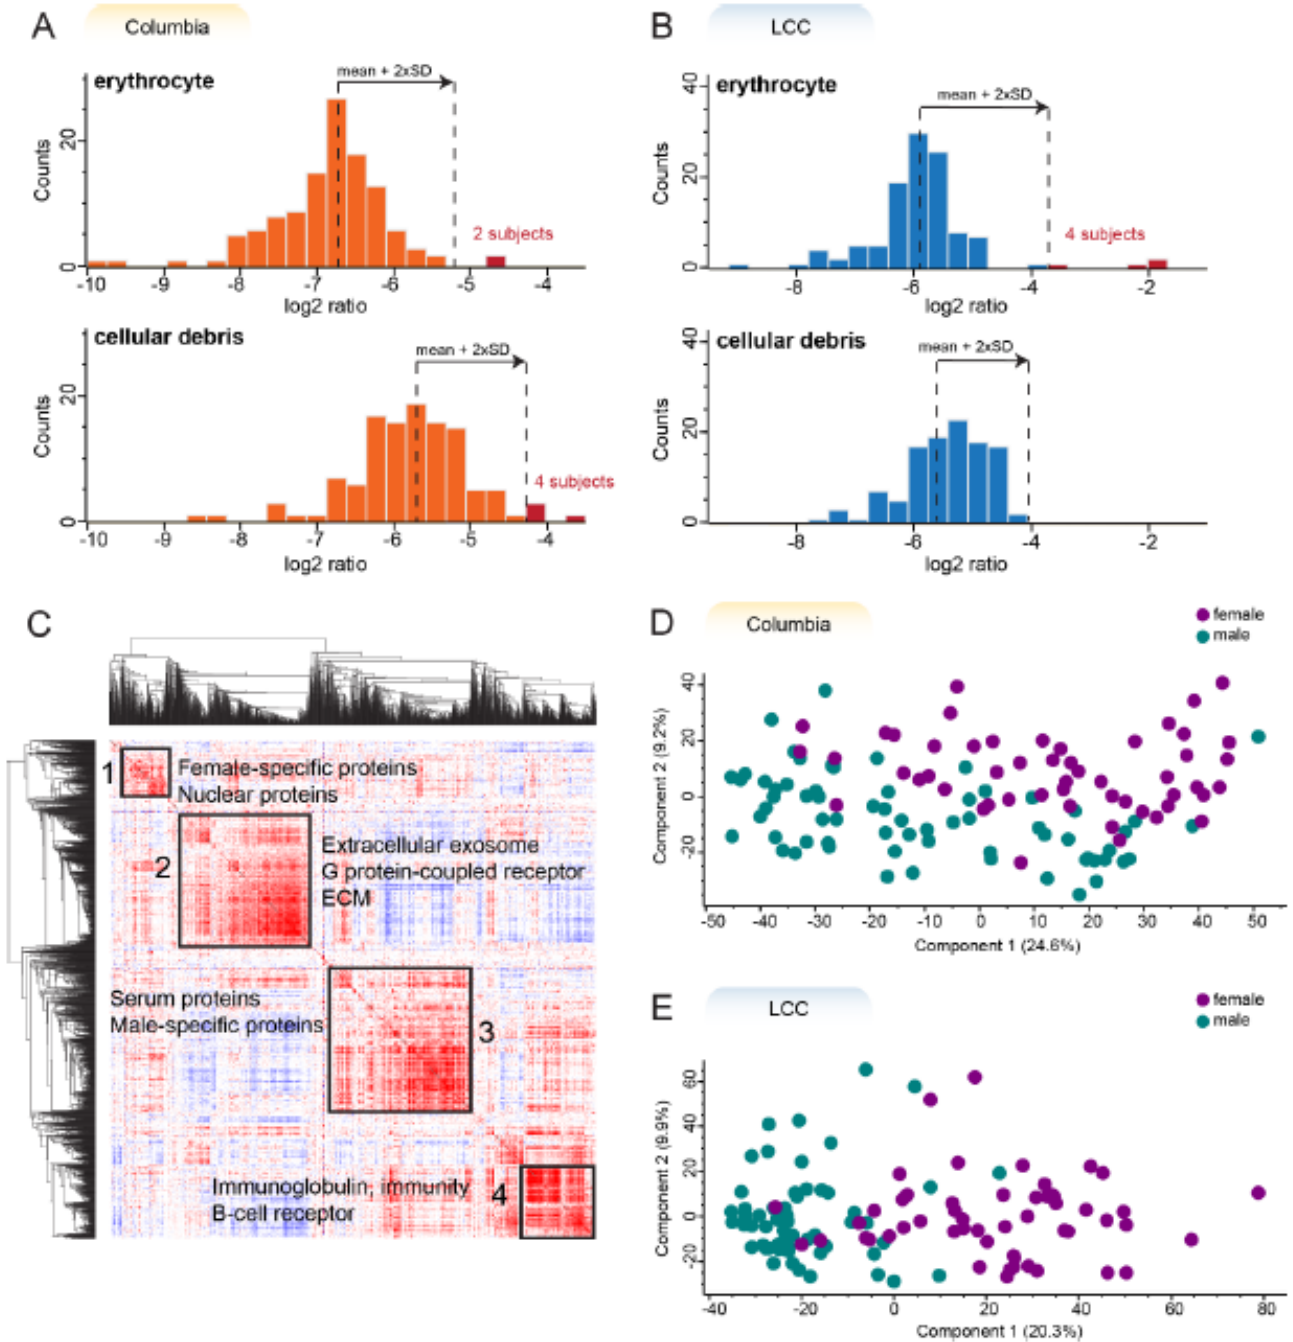 A
Columbia
erythrocyte
mean + 2xSD
Counts
20
0
2 subjects
-10
-9
-8
-7
-6
-5
-4
log2 ratio
cellular debris
mean + 2xSD
Counts
20
0
4 subjects
-10
-9
-8
-7
-6
-5
-4
log2 ratio
B
LCC
erythrocyte
mean + 2xSD
Counts
40
20
0
4 subjects
-8
-6
-4
-2
log2 ratio
cellular debris
mean + 2xSD
Counts
40
20
0
-8
-6
-4
-2
log2 ratio
C
1
Female-specific proteins
Nuclear proteins
2
Extracellular exosome
G protein-coupled receptor
ECM
Serum proteins
Male-specific proteins
3
Immunoglobulin, immunity
B-cell receptor
4
D
Columbia
female
male
Component 2 (9.2%)
40
20
0
-20
-50
-40
-30
-20
-10
0
10
20
30
40
50
Component 1 (24.6%)
E
LCC
female
male
Component 2 (9.9%)
60
40
20
0
-20
-40
-20
0
20
40
60
80
Component 1 (20.3%)